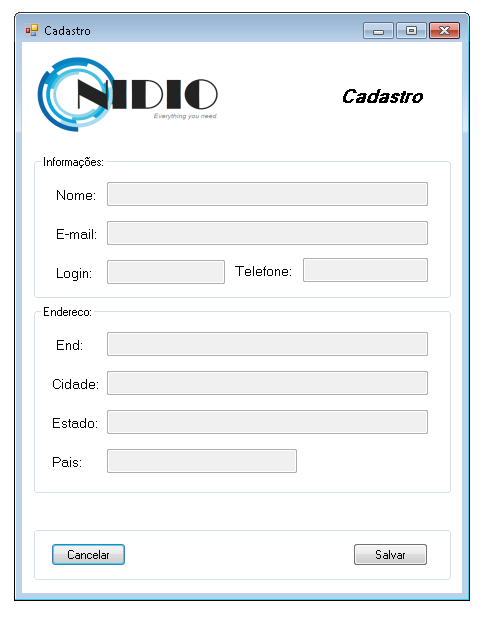 Cadastro
NIDIO
Everything you need.
Cadastro
Informações:
Nome:
E-mail:
Login:
Telefone:
Endereco:
End:
Cidade:
Estado:
Pais:
Cancelar
Salvar